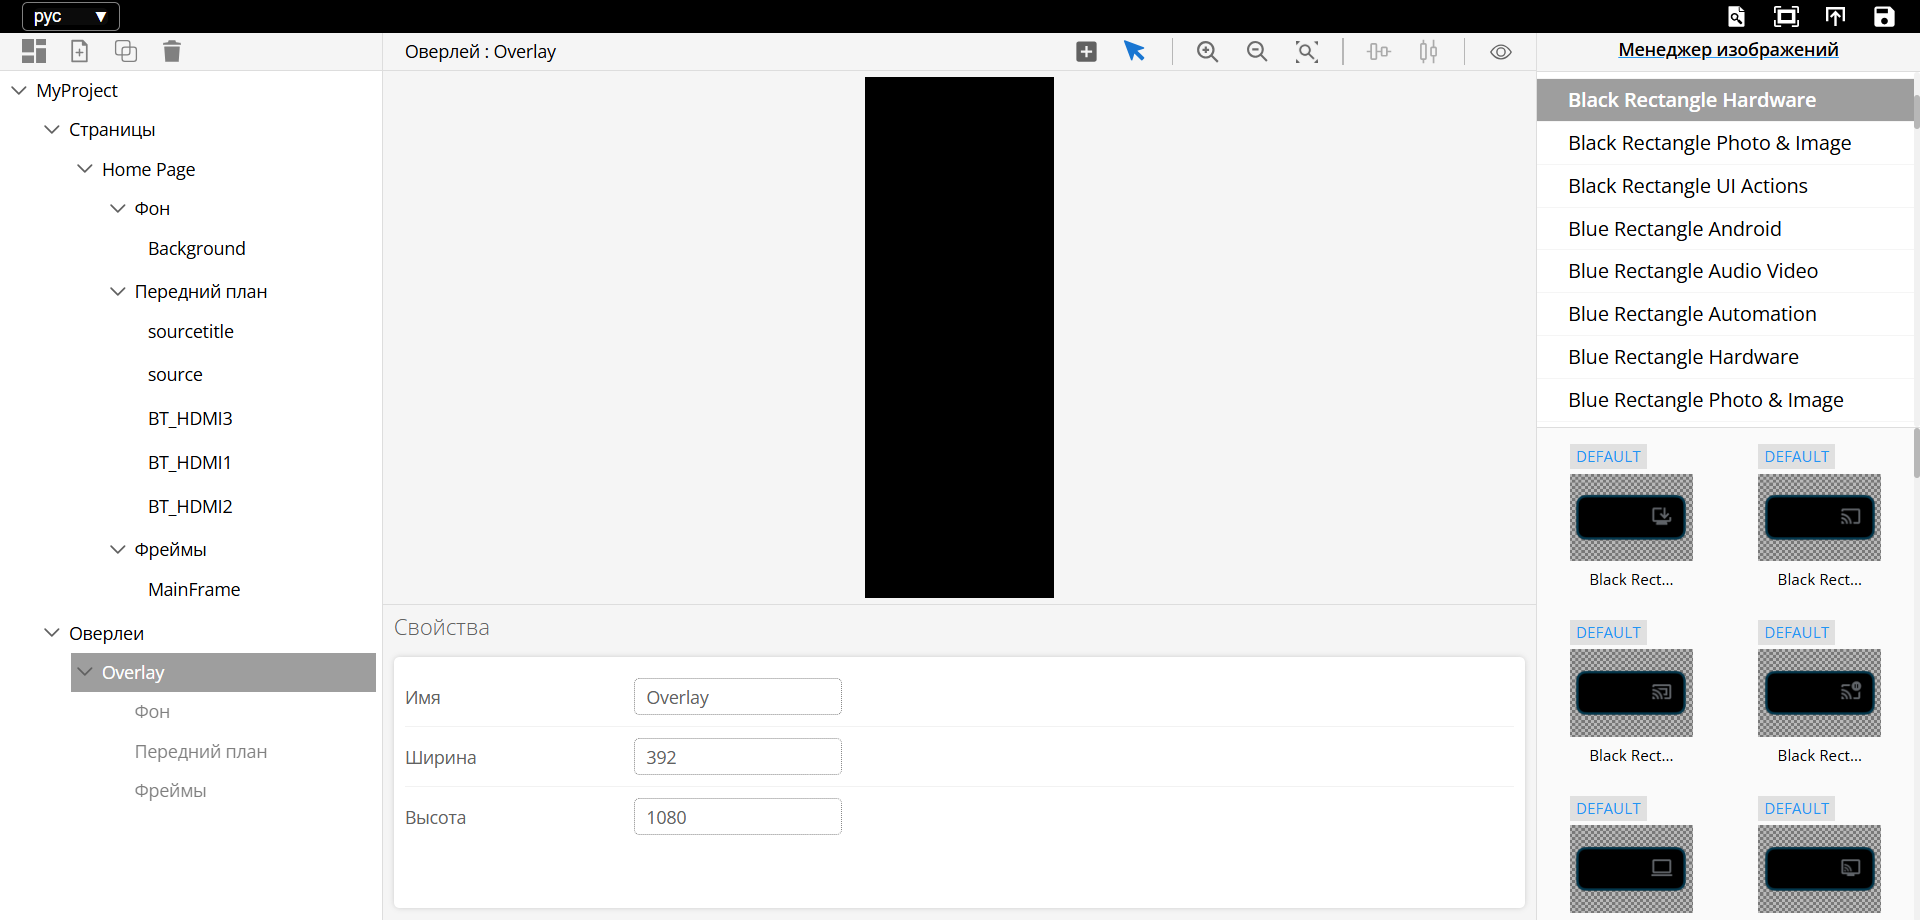 рус ▼
Оверлей : Overlay
Менеджер изображений
MyProject
Страницы
Home Page
Фон
Background
Передний план
sourcetitle
source
BT_HDMI3
BT_HDMI1
BT_HDMI2
Фреймы
MainFrame
Оверлеи
Overlay
Фон
Передний план
Фреймы
Свойства
Имя
Overlay
Ширина
392
Высота
1080
Black Rectangle Hardware
Black Rectangle Photo & Image
Black Rectangle UI Actions
Blue Rectangle Android
Blue Rectangle Audio Video
Blue Rectangle Automation
Blue Rectangle Hardware
Blue Rectangle Photo & Image
DEFAULT
DEFAULT
Black Rect...
Black Rect...
DEFAULT
DEFAULT
Black Rect...
Black Rect...
DEFAULT
DEFAULT